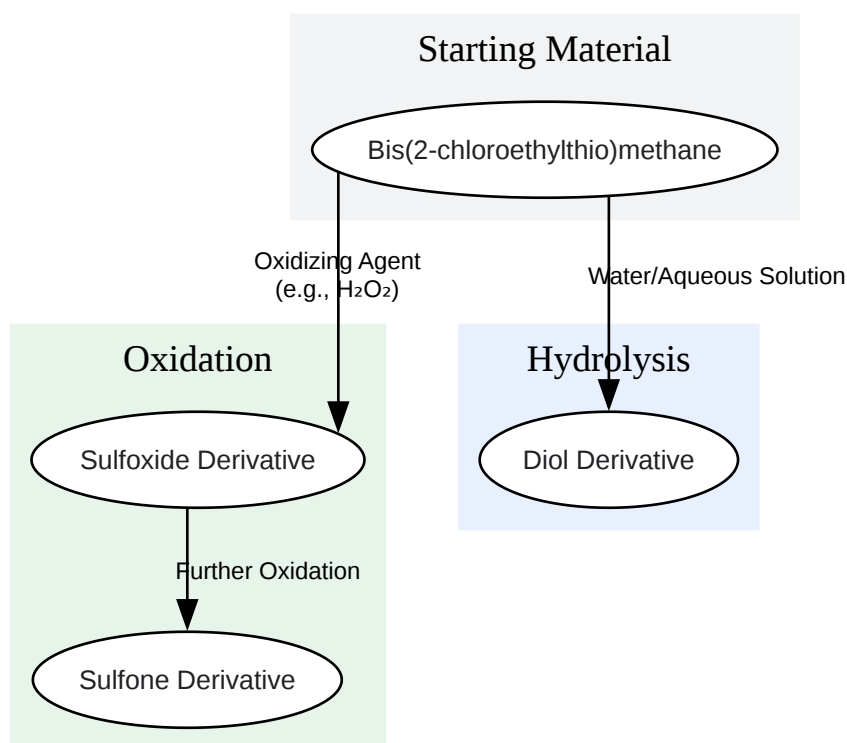 Starting Material
Bis(2-chloroethylthio)methane
Oxidizing Agent
(e.g., H₂O₂)
Water/Aqueous Solution
Oxidation
Hydrolysis
Sulfoxide Derivative
Diol Derivative
Further Oxidation
Sulfone Derivative